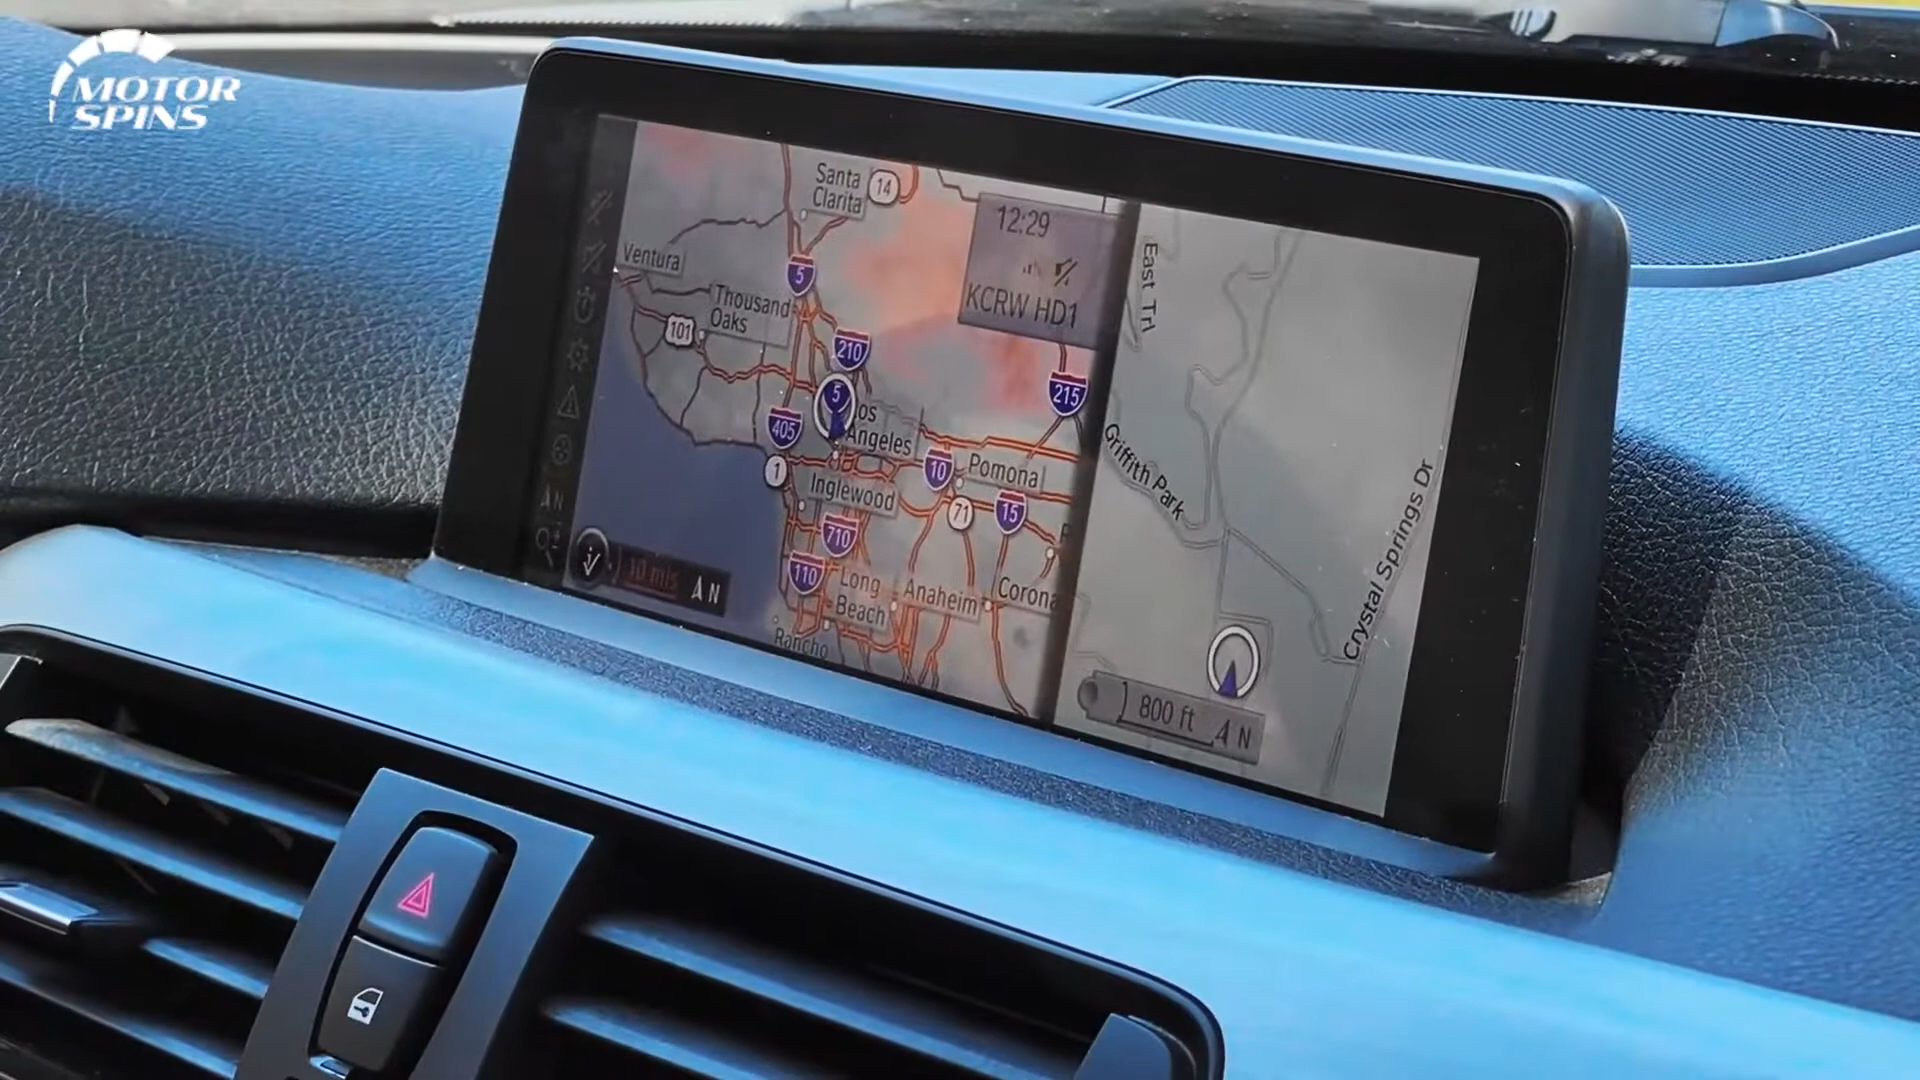 MOTOR
SPINS
Santa
Clarita
14
12:29
KCRW HD1
Ventura
5
Thousand
Oaks
101
210
215
5
Los
Angeles
405
1
10
Pomona
Inglewood
71
15
710
110
Long
Beach
Anaheim
Corona
Rancho
10 mls
N
N
East Trl
Griffith Park
Crystal Springs Dr
800 ft
N